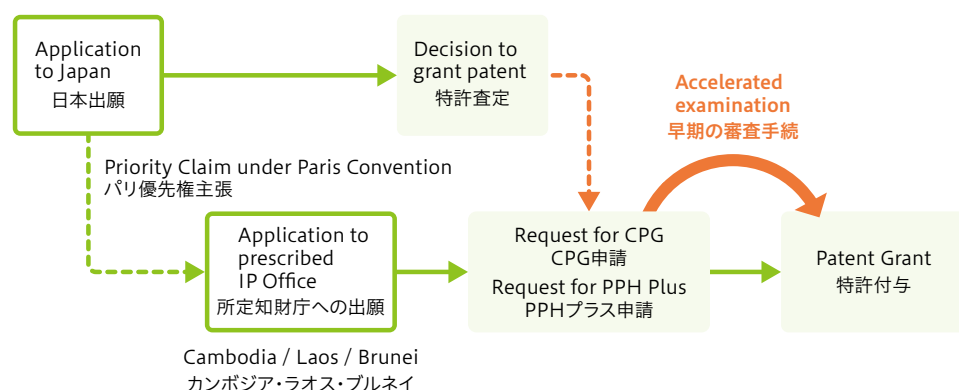 Application
to Japan
日本出願
Decision to
grant patent
特許査定
Accelerated
examination
早期の審査手続
Priority Claim under Paris Convention
パリ優先権主張
Application to
prescribed
IP Office
所定知財庁への出願
Request for CPG
CPG申請
Request for PPH Plus
PPHプラス申請
Patent Grant
特許付与
Cambodia / Laos / Brunei
カンボジア・ラオス・ブルネイ